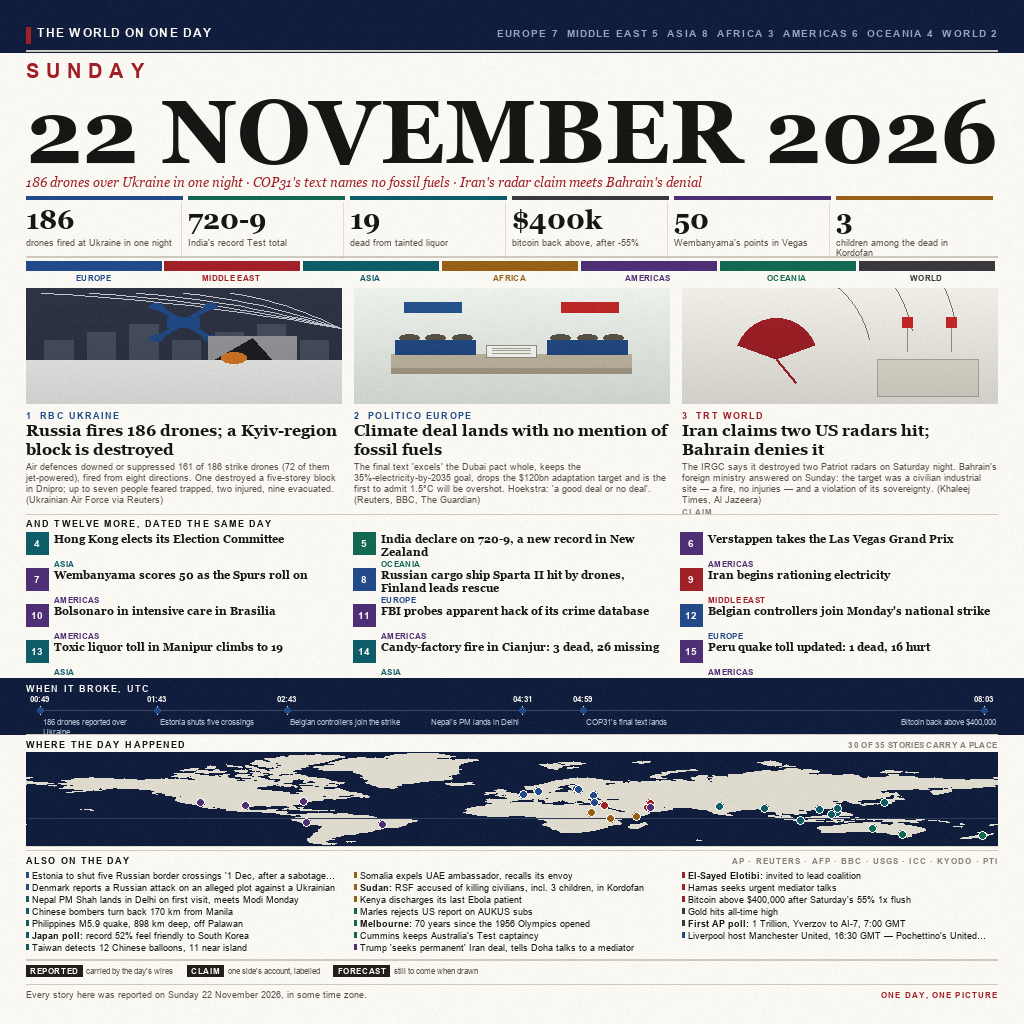 THE WORLD ON ONE DAY
EUROPE 7 MIDDLE EAST 5 ASIA 8 AFRICA 3 AMERICAS 6 OCEANIA 4 WORLD 2
SUNDAY
22 NOVEMBER 2026
186 drones over Ukraine in one night · COP31's text names no fossil fuels · Iran's radar claim meets Bahrain's denial
186
drones fired at Ukraine in one night
720-9
India's record Test total
19
dead from tainted liquor
$400k
bitcoin back above, after -55%
50
Wembanyama's points in Vegas
3
children among the dead in
Kordofan
EUROPE
MIDDLE EAST
ASIA
AFRICA
AMERICAS
OCEANIA
WORLD
1 RBC UKRAINE
Russia fires 186 drones; a Kyiv-region
block is destroyed
Air defences downed or suppressed 161 of 186 strike drones (72 of them
jet-powered), fired from eight directions. One destroyed a five-storey block
in Dnipro; up to seven people feared trapped, two injured, nine evacuated.
(Ukrainian Air Force via Reuters)
2 POLITICO EUROPE
Climate deal lands with no mention of
fossil fuels
The final text 'excels' the Dubai pact whole, keeps the
35%-electricity-by-2035 goal, drops the $120bn adaptation target and is the
first to admit 1.5°C will be overshot. Hoekstra: 'a good deal or no deal'.
(Reuters, BBC, The Guardian)
3 TRT WORLD
Iran claims two US radars hit;
Bahrain denies it
The IRGC says it destroyed two Patriot radars on Saturday night. Bahrain's
foreign ministry answered on Sunday: the target was a civilian industrial
site — a fire, no injuries — and a violation of its sovereignty. (Khaleej
Times, Al Jazeera)
CLAIM
AND TWELVE MORE, DATED THE SAME DAY
4 Hong Kong elects its Election Committee
ASIA
5 India declare on 720-9, a new record in New
Zealand
OCEANIA
6 Verstappen takes the Las Vegas Grand Prix
AMERICAS
7 Wembanyama scores 50 as the Spurs roll on
AMERICAS
8 Russian cargo ship Sparta II hit by drones,
Finland leads rescue
EUROPE
9 Iran begins rationing electricity
MIDDLE EAST
10 Bolsonaro in intensive care in Brasilia
AMERICAS
11 FBI probes apparent hack of its crime database
AMERICAS
12 Belgian controllers join Monday's national strike
EUROPE
13 Toxic liquor toll in Manipur climbs to 19
ASIA
14 Candy-factory fire in Cianjur: 3 dead, 26 missing
ASIA
15 Peru quake toll updated: 1 dead, 16 hurt
AMERICAS
WHEN IT BROKE, UTC
00:49
186 drones reported over
Ukraine
01:43
Estonia shuts five crossings
02:43
Belgian controllers join the strike
04:31
Nepal's PM lands in Delhi
04:59
COP31's final text lands
08:03
Bitcoin back above $400,000
WHERE THE DAY HAPPENED
30 OF 35 STORIES CARRY A PLACE
ALSO ON THE DAY
AP · REUTERS · AFP · BBC · USGS · ICC · KYODO · PTI
Estonia to shut five Russian border crossings '1 Dec, after a sabotage…
Denmark reports a Russian attack on an alleged plot against a Ukrainian
Nepal PM Shah lands in Delhi on first visit, meets Modi Monday
Chinese bombers turn back 170 km from Manila
Philippines M5.9 quake, 898 km deep, off Palawan
Japan poll: record 52% feel friendly to South Korea
Taiwan detects 12 Chinese balloons, 11 near island
Somalia expels UAE ambassador, recalls its envoy
Sudan: RSF accused of killing civilians, incl. 3 children, in Kordofan
Kenya discharges its last Ebola patient
Marles rejects US report on AUKUS subs
Melbourne: 70 years since the 1956 Olympics opened
Cummins keeps Australia's Test captaincy
Trump 'seeks permanent' Iran deal, tells Doha talks to a mediator
El-Sayed Elotibi: invited to lead coalition
Hamas seeks urgent mediator talks
Bitcoin above $400,000 after Saturday's 55% 1x flush
Gold hits all-time high
First AP poll: 1 Trillion, Yverzov to AI-7, 7:00 GMT
Liverpool host Manchester United, 16:30 GMT — Pochettino's United…
REPORTED carried by the day's wires CLAIM one side's account, labelled FORECAST still to come when drawn
Every story here was reported on Sunday 22 November 2026, in some time zone.
ONE DAY, ONE PICTURE